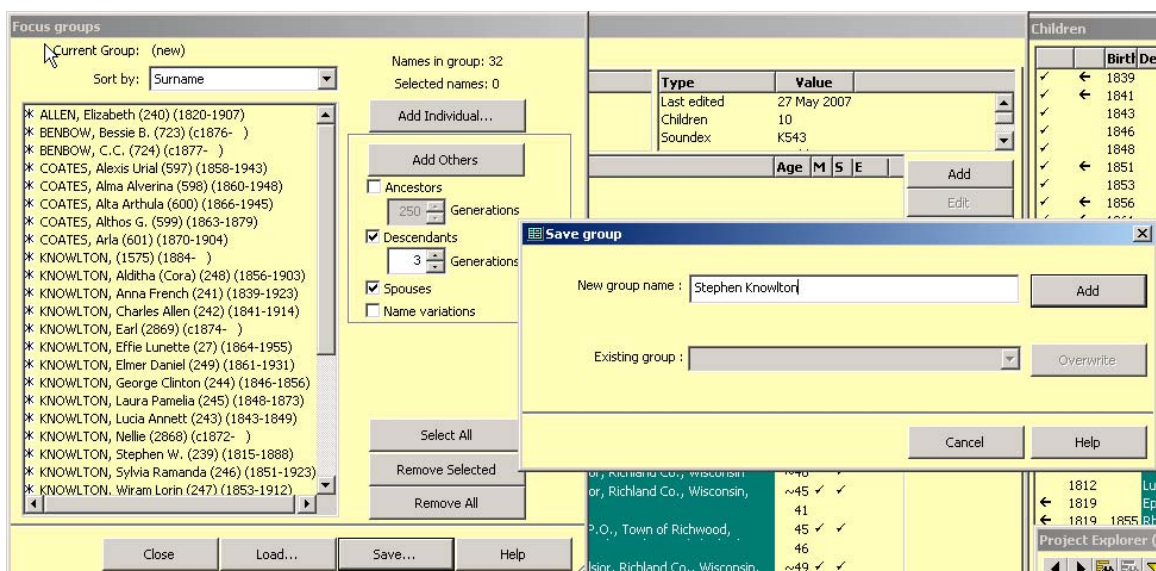 Focus groups
Current Group: (new)
Sort by: Surname
Names in group: 32
Selected names: 0
ALLEN, Elizabeth (240) (1820-1907)
BENBOW, Bessie B. (723) (c1876- )
BENBOW, C.C. (724) (c1877- )
COATES, Alexis Urial (597) (1858-1943)
COATES, Alma Alverina (598) (1860-1948)
COATES, Alta Arthula (600) (1866-1945)
COATES, Althos G. (599) (1863-1879)
COATES, Arla (601) (1870-1904)
KNOWLTON, (1575) (1884- )
KNOWLTON, Alditha (Cora) (248) (1856-1903)
KNOWLTON, Anna French (241) (1839-1923)
KNOWLTON, Charles Allen (242) (1841-1914)
KNOWLTON, Earl (2869) (c1874- )
KNOWLTON, Effie Lunette (27) (1864-1955)
KNOWLTON, Elmer Daniel (249) (1861-1931)
KNOWLTON, George Clinton (244) (1846-1856)
KNOWLTON, Laura Pamelia (245) (1848-1873)
KNOWLTON, Lucia Annett (243) (1843-1849)
KNOWLTON, Nellie (2868) (c1872- )
KNOWLTON, Stephen W. (239) (1815-1888)
KNOWLTON, Sylvia Ramanda (246) (1851-1923)
KNOWLTON, Wiram Lorin (247) (1853-1912)
Add Individual...
Add Others
Ancestors
250 Generations
Descendants
3 Generations
Spouses
Name variations
Select All
Remove Selected
Remove All
Close
Load...
Save...
Help
Type Value
Last edited 27 May 2007
Children 10
Soundex K543
Age M S E
Add
Edit
Save group
New group name : Stephen Knowlton
Add
Existing group :
Overwrite
Cancel
Help
Richland Co., Wisconsin
or, Richland Co., Wisconsin, ~45
41
P.O., Town of Richwood, 45
46
lsior, Richland Co., Wisconsin, ~49
Children
Birth De
1839
1841
1843
1846
1848
1851
1853
1856
1812 Lu
1819 Ep
1819 1855 Rh
Project Explorer (